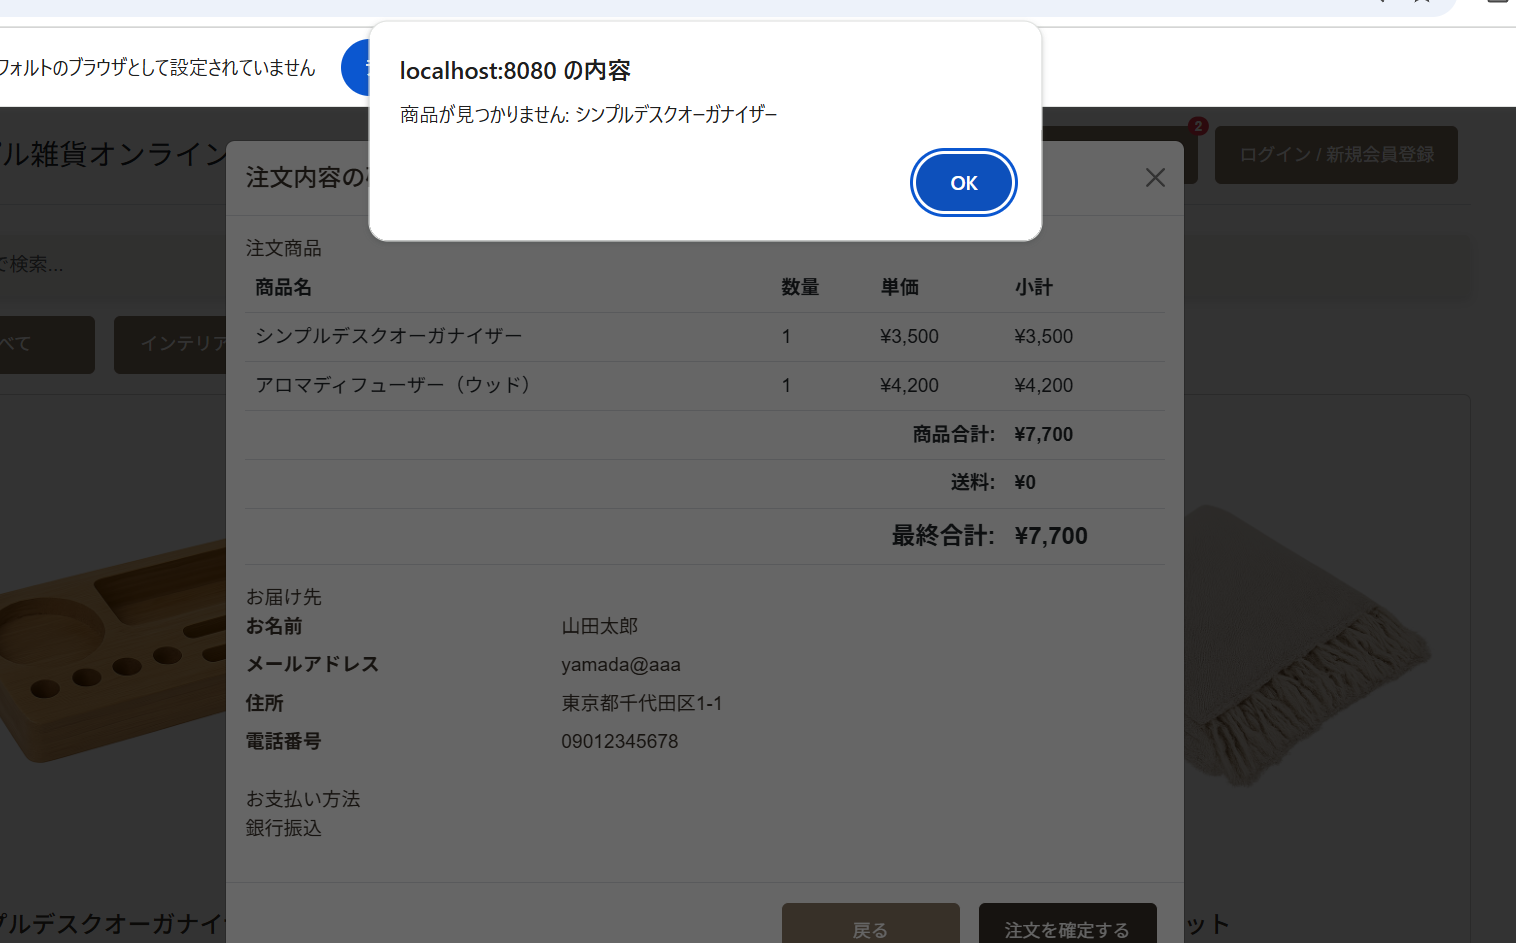 フォルトのブラウザとして設定されていません
localhost:8080 の内容
商品が見つかりません: シンプルデスクオーガナイザー
OK
ル雑貨オンライン
2
ログイン / 新規会員登録
注文内容の
で検索...
べて
インテリア
注文商品
商品名 数量 単価 小計
シンプルデスクオーガナイザー 1 ¥3,500 ¥3,500
アロマディフューザー（ウッド） 1 ¥4,200 ¥4,200
商品合計: ¥7,700
送料: ¥0
最終合計: ¥7,700
お届け先
お名前 山田太郎
メールアドレス yamada@aaa
住所 東京都千代田区1-1
電話番号 09012345678
お支払い方法
銀行振込
戻る 注文を確定する
プルデスクオーガナイ
ット